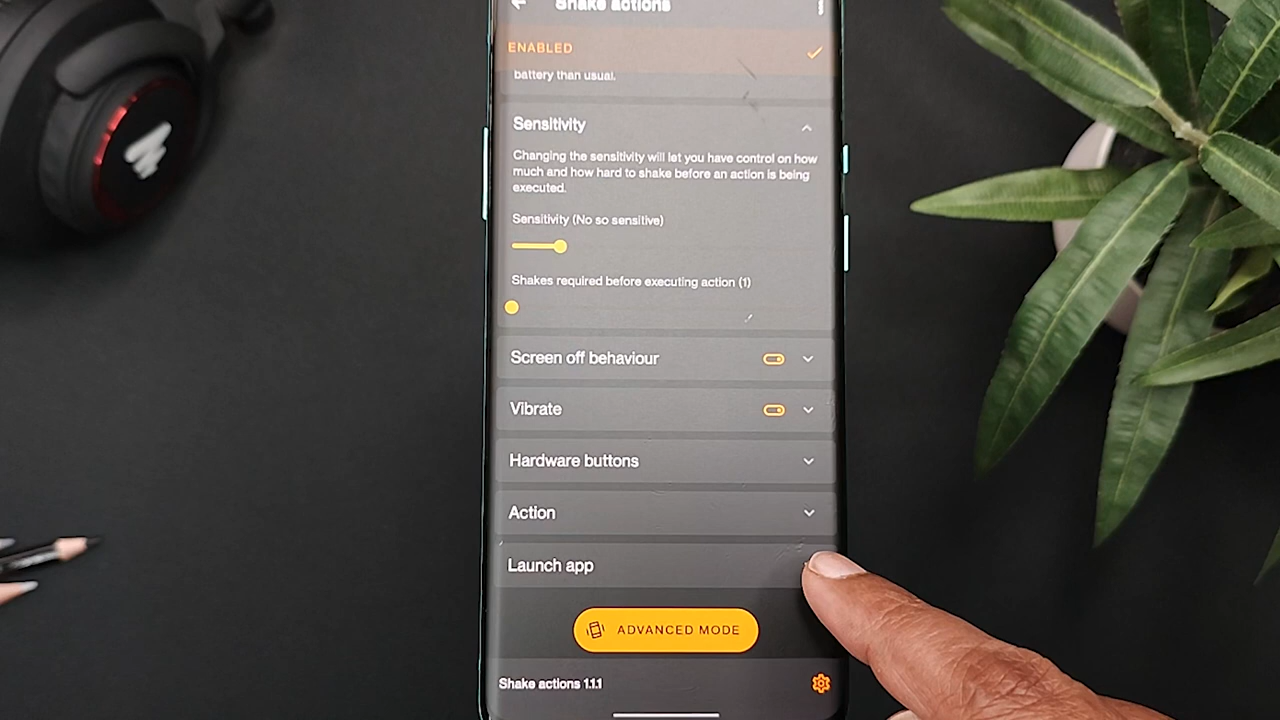 Shake actions
ENABLED
battery than usual.
Sensitivity
Changing the sensitivity will let you have control on how
much and how hard to shake before an action is being
executed.
Sensitivity (No so sensitive)
Shakes required before executing action (1)
Screen off behaviour
Vibrate
Hardware buttons
Action
Launch app
ADVANCED MODE
Shake actions 1.1.1